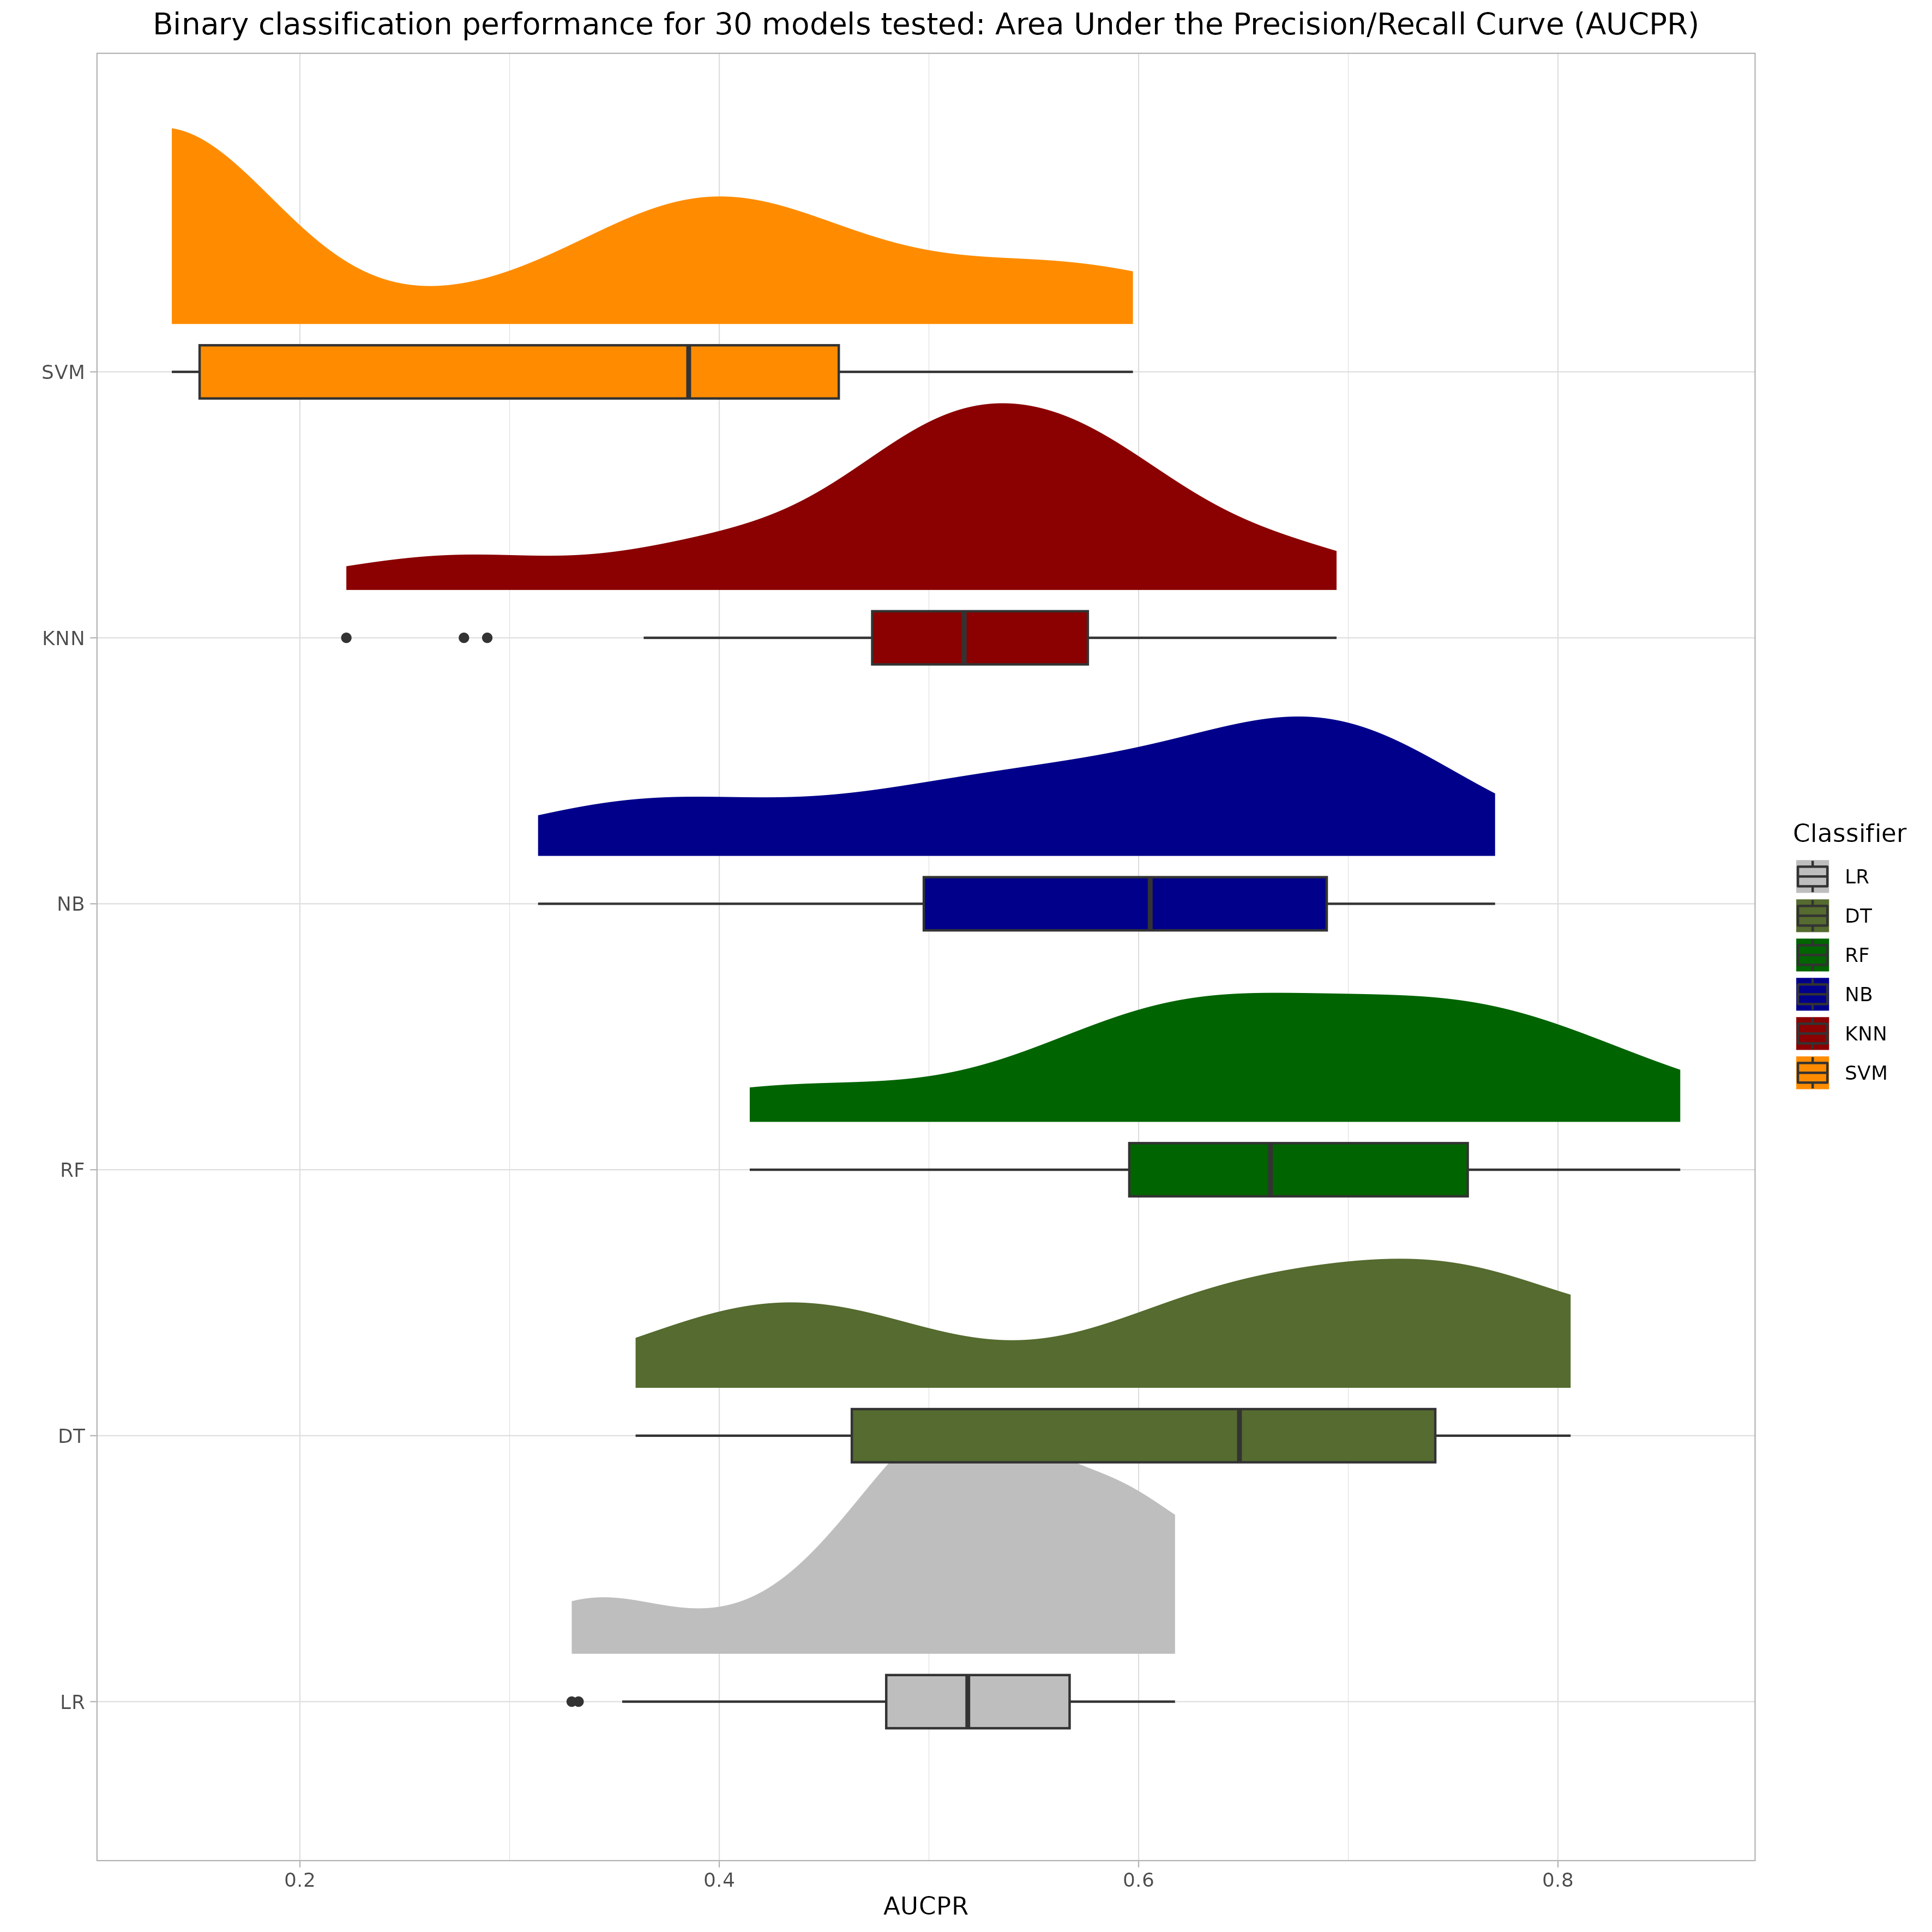 Binary classification performance for 30 models tested: Area Under the Precision/Recall Curve (AUCPR)
SVM
KNN
NB
RF
DT
LR
0.2
0.4
0.6
0.8
AUCPR
Classifier
LR
DT
RF
NB
KNN
SVM